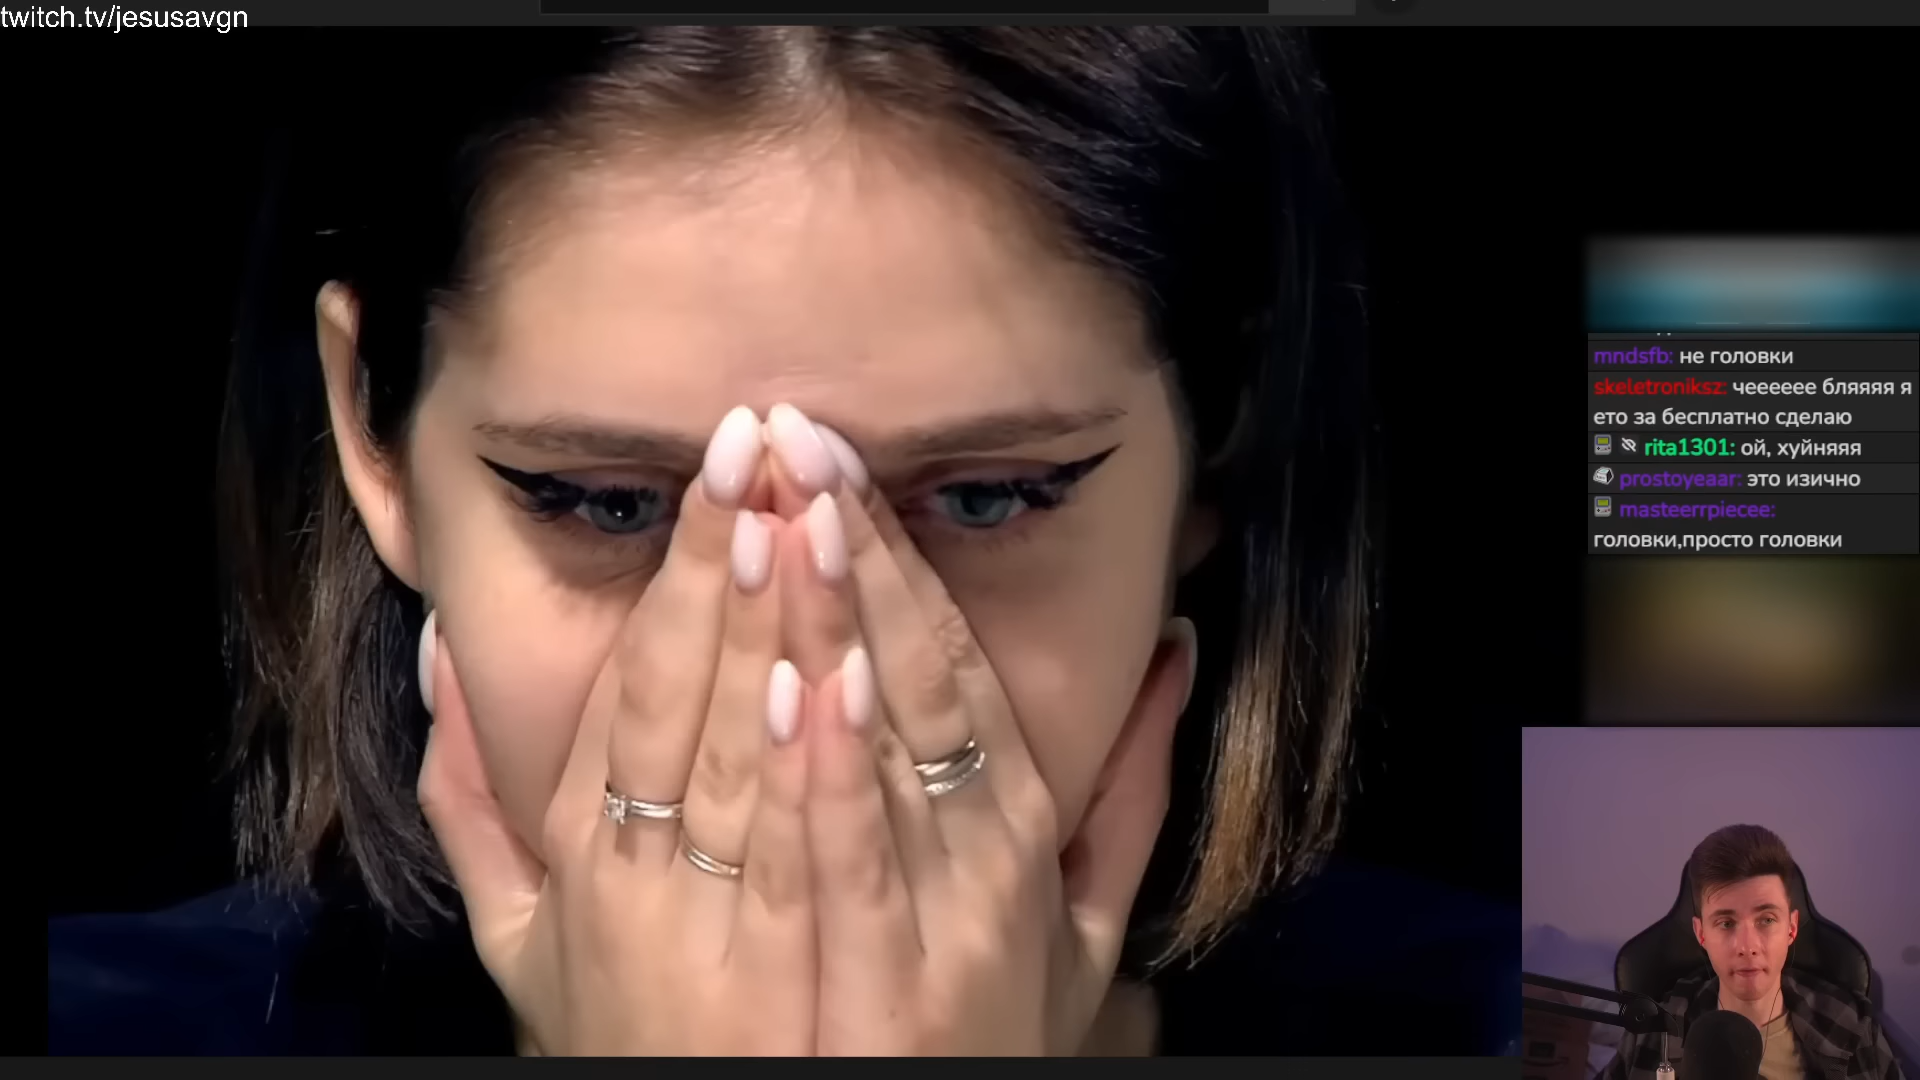 twitch.tv/jesusavgn
mndsfb: не головки
skeletroniksz: чееееее бляяяя я
ето за бесплатно сделаю
rita1301: ой, хуйняяя
prostoyeaar: это изично
masteerrpiecee:
головки,просто головки